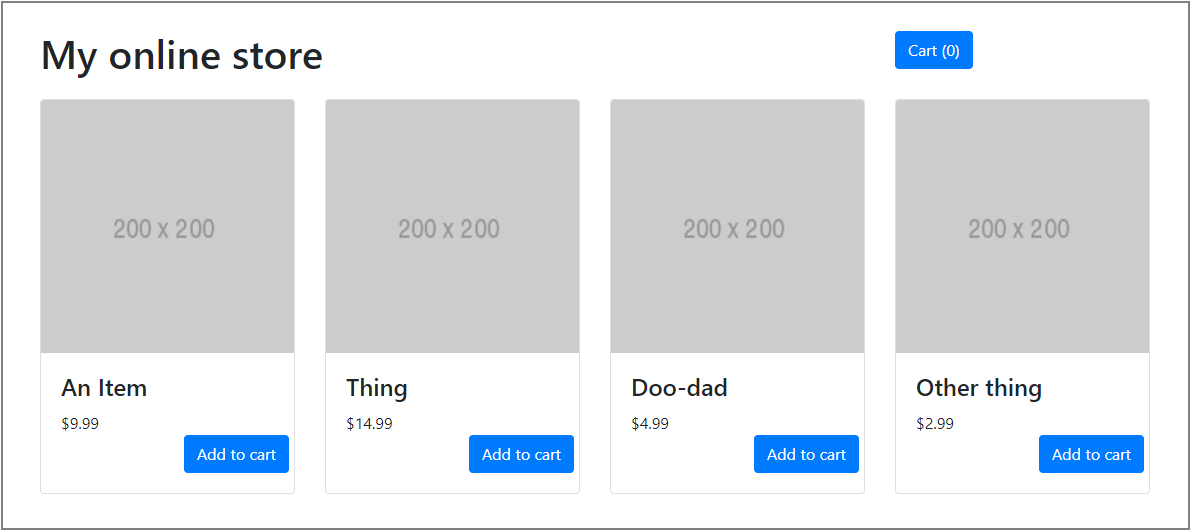 My online store
Cart (0)
200 x 200
200 x 200
200 x 200
200 x 200
An Item
Thing
Doo-dad
Other thing
$9.99
$14.99
$4.99
$2.99
Add to cart
Add to cart
Add to cart
Add to cart